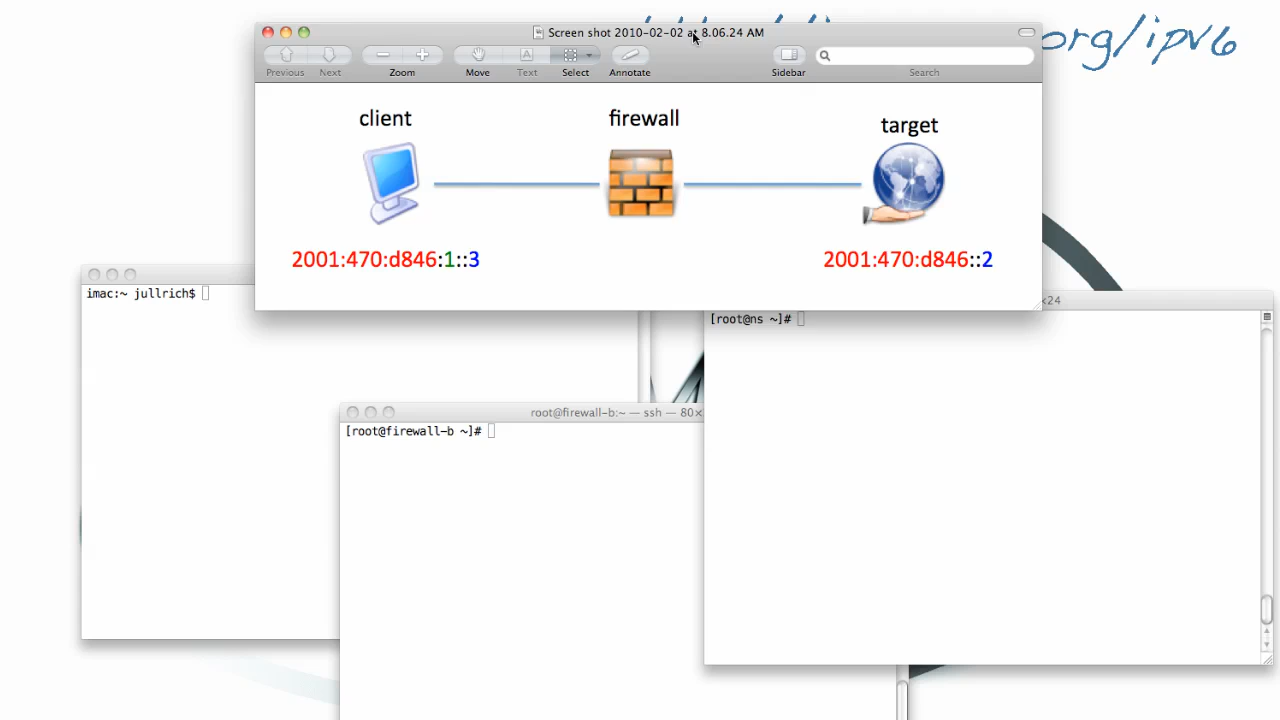 org/ipv6
Screen shot 2010-02-02 at 8.06.24 AM
Previous Next Zoom Move Text Select Annotate Sidebar Search
client firewall target
2001:470:d846:1::3 2001:470:d846::2
imac:~ jullrich$
×24
[root@ns ~]#
root@firewall-b:~ — ssh — 80×
[root@firewall-b ~]#